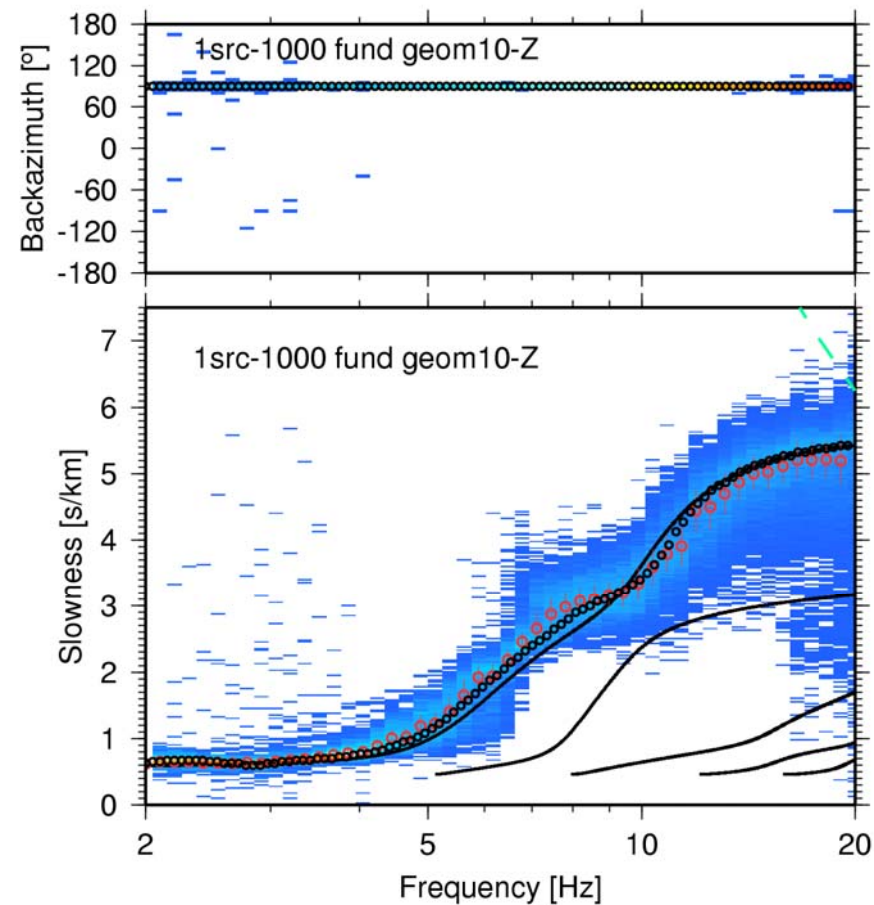 180
120
60
0
-60
-120
-180
Backazimuth [º]
1src-1000 fund geom10-Z
7
6
5
4
3
2
1
0
Slowness [s/km]
1src-1000 fund geom10-Z
2 5 10 20
Frequency [Hz]